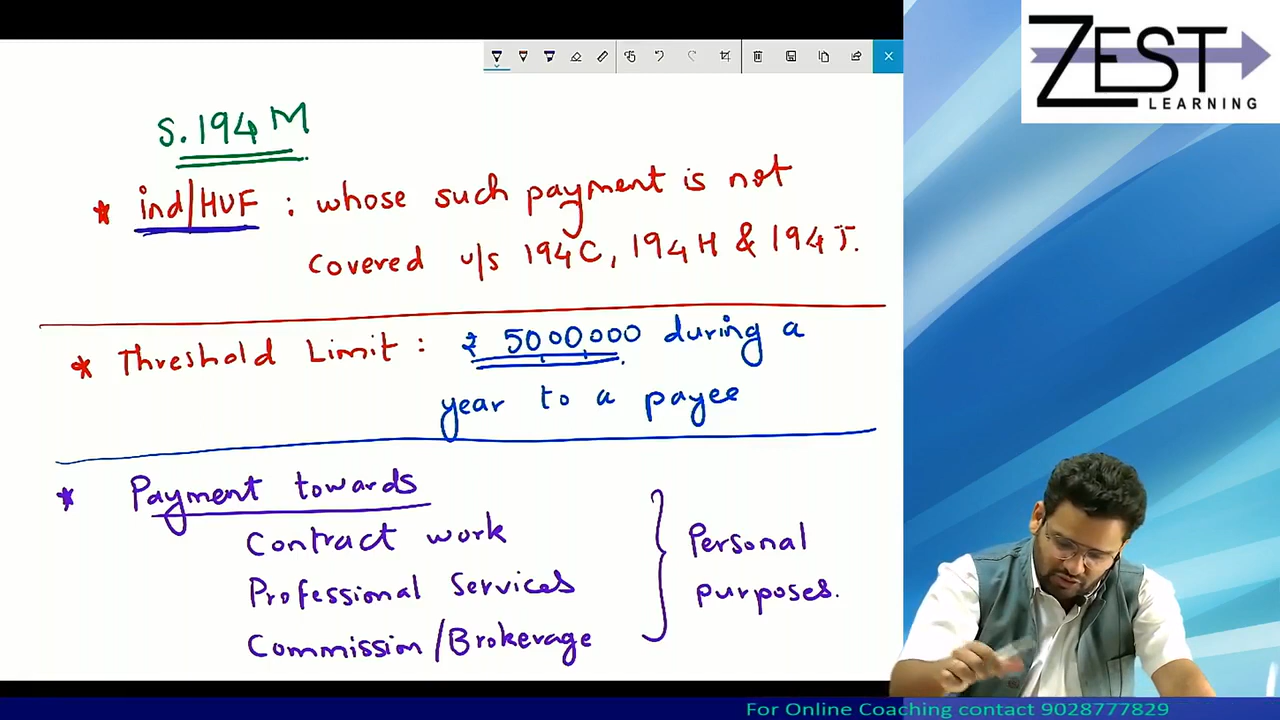 ZEST
LEARNING
S. 194 M
* ind/HUF : whose such payment is not
covered u/s 194C, 194H & 194J.
* Threshold Limit : ₹ 5000000 during a
year to a payee
* Payment towards
Contract work
Professional Services
Commission/Brokerage
Personal
purposes.
For Online Coaching contact 9028777829